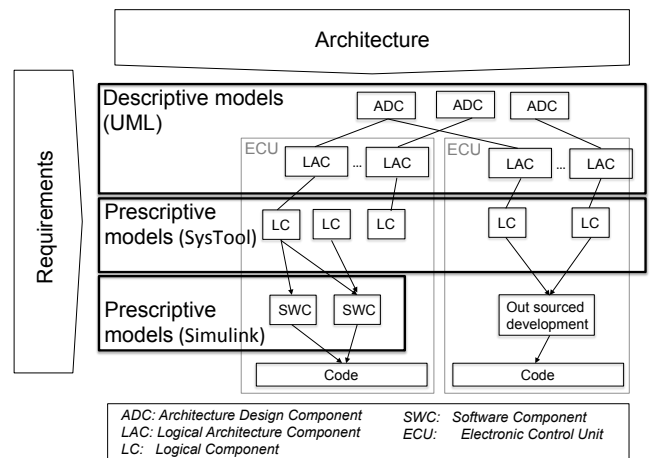 Architecture
Requirements
Descriptive models
(UML)
ADC
ADC
ADC
ECU
ECU
LAC
...
LAC
LAC
...
LAC
Prescriptive
models (SysTool)
LC
LC
LC
LC
LC
Prescriptive
models (Simulink)
SWC
SWC
Out sourced
development
Code
Code
ADC: Architecture Design Component
LAC: Logical Architecture Component
LC: Logical Component
SWC: Software Component
ECU: Electronic Control Unit